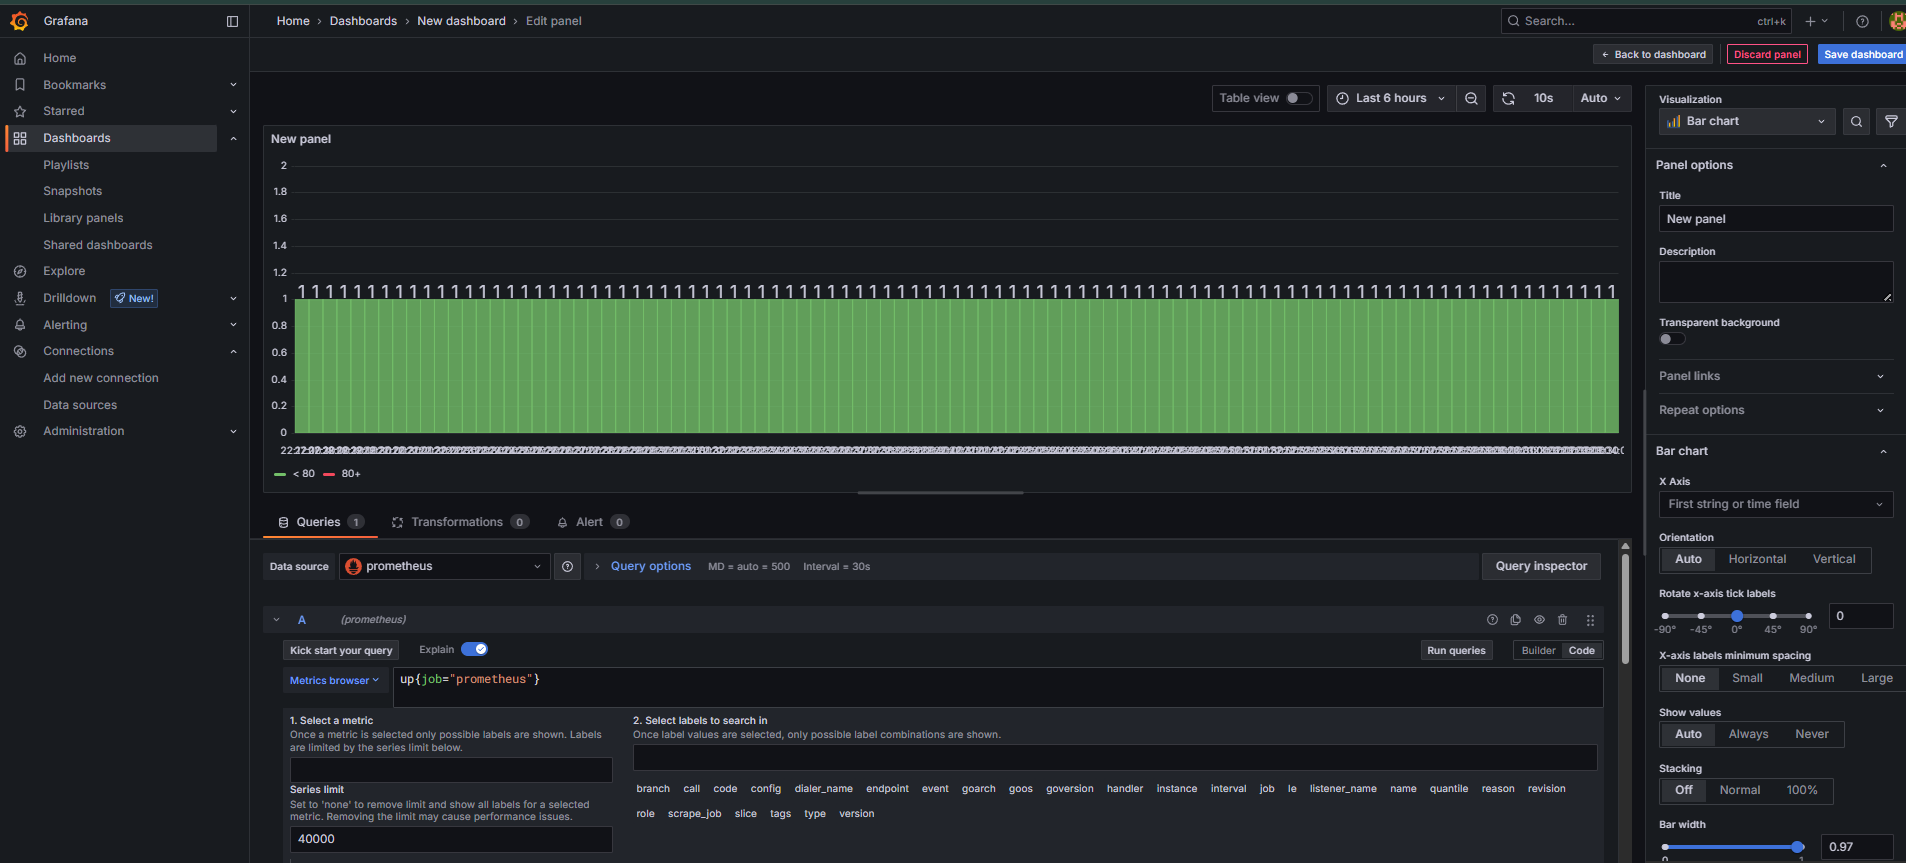 Grafana
Home › Dashboards › New dashboard › Edit panel
Search...
ctrl+k
← Back to dashboard
Discard panel
Save dashboard
Home
Bookmarks
Starred
Dashboards
Playlists
Snapshots
Library panels
Shared dashboards
Explore
Drilldown
New!
Alerting
Connections
Add new connection
Data sources
Administration
Table view
Last 6 hours
10s
Auto
New panel
2
1.8
1.6
1.4
1.2
1
0.8
0.6
0.4
0.2
0
< 80
80+
Queries 1
Transformations 0
Alert 0
Data source
prometheus
Query options
MD = auto = 500
Interval = 30s
Query inspector
A
(prometheus)
Kick start your query
Explain
Run queries
Builder
Code
Metrics browser
up{job="prometheus"}
1. Select a metric
Once a metric is selected only possible labels are shown. Labels
are limited by the series limit below.
Series limit
Set to 'none' to remove limit and show all labels for a selected
metric. Removing the limit may cause performance issues.
40000
2. Select labels to search in
Once label values are selected, only possible label combinations are shown.
branch call code config dialer_name endpoint event goarch goos goversion handler instance interval job le listener_name name quantile reason revision
role scrape_job slice tags type version
Visualization
Bar chart
Panel options
Title
New panel
Description
Transparent background
Panel links
Repeat options
Bar chart
X Axis
First string or time field
Orientation
Auto Horizontal Vertical
Rotate x-axis tick labels
0
-90° -45° 0° 45° 90°
X-axis labels minimum spacing
None Small Medium Large
Show values
Auto Always Never
Stacking
Off Normal 100%
Bar width
0.97
0 1